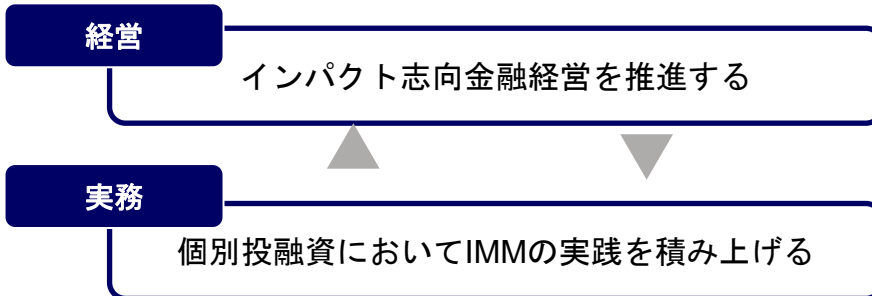 経営
インパクト志向金融経営を推進する
実務
個別投融資においてIMMの実践を積み上げる